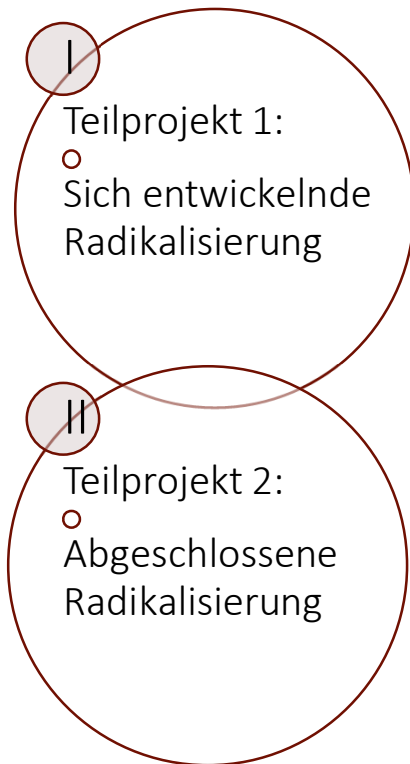 I
Teilprojekt 1:
Sich entwickelnde
Radikalisierung
II
Teilprojekt 2:
Abgeschlossene
Radikalisierung